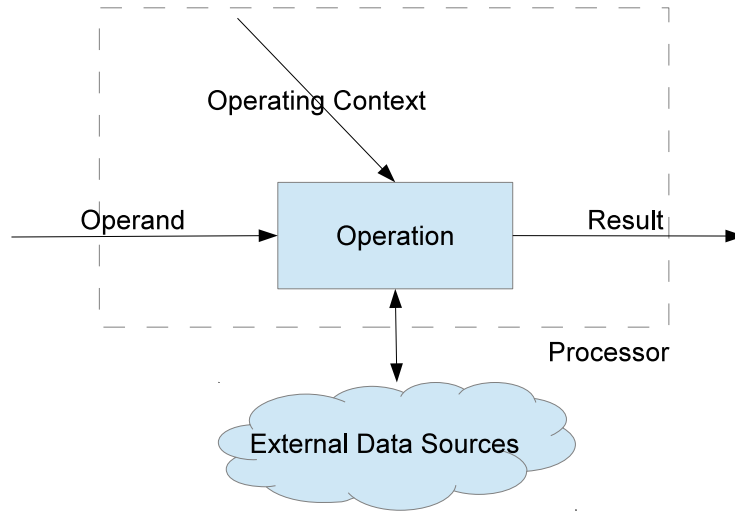 Operating Context
Operand
Operation
Result
Processor
External Data Sources